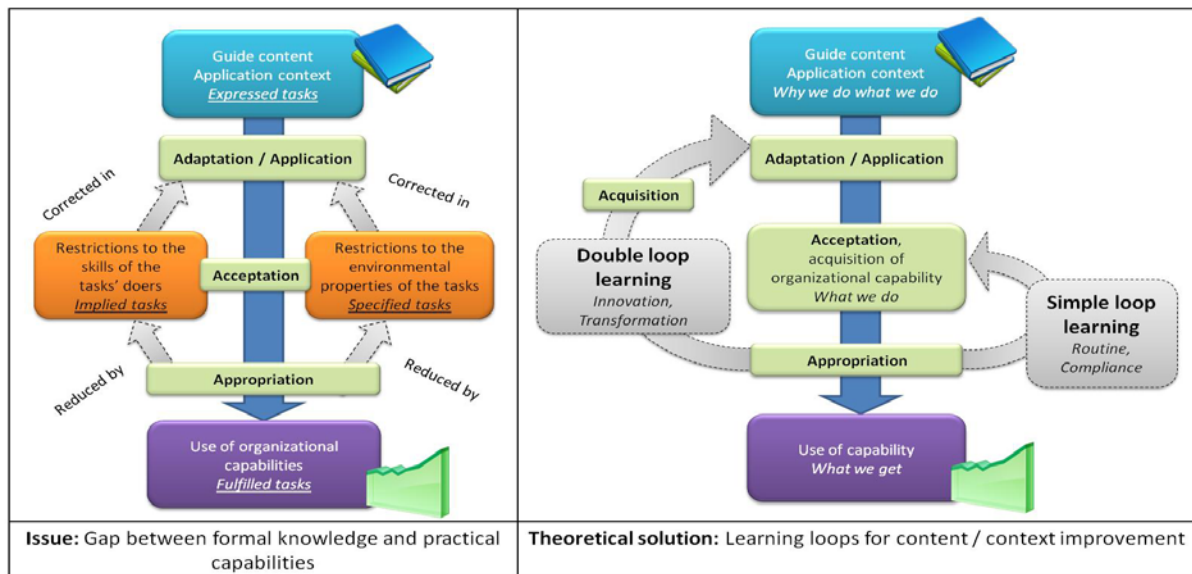 Guide content
Application context
Expressed tasks
Adaptation / Application
Corrected in
Corrected in
Restrictions to the
skills of the
tasks' doers
Implied tasks
Acceptation
Restrictions to the
environmental
properties of the tasks
Specified tasks
Reduced by
Appropriation
Reduced by
Use of organizational
capabilities
Fulfilled tasks
Issue: Gap between formal knowledge and practical
capabilities
Guide content
Application context
Why we do what we do
Adaptation / Application
Acquisition
Double loop
learning
Innovation,
Transformation
Acceptation,
acquisition of
organizational capability
What we do
Simple loop
learning
Routine,
Compliance
Appropriation
Use of capability
What we get
Theoretical solution: Learning loops for content / context improvement